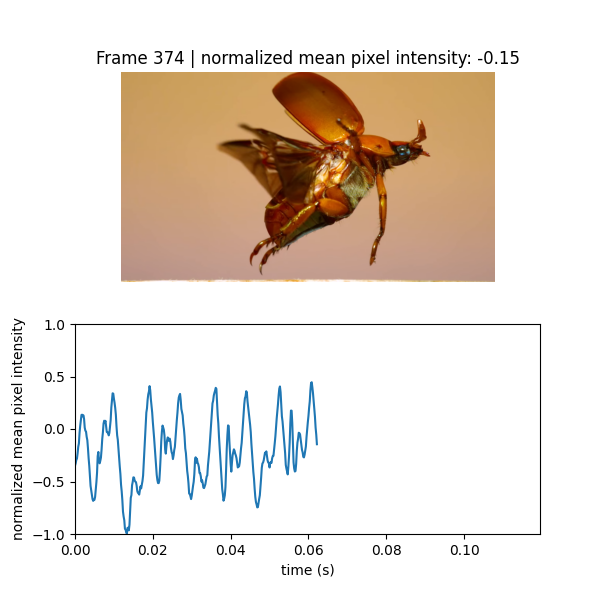 Frame 374 | normalized mean pixel intensity: -0.15
normalized mean pixel intensity
1.0
0.5
0.0
−0.5
−1.0
0.00 0.02 0.04 0.06 0.08 0.10
time (s)